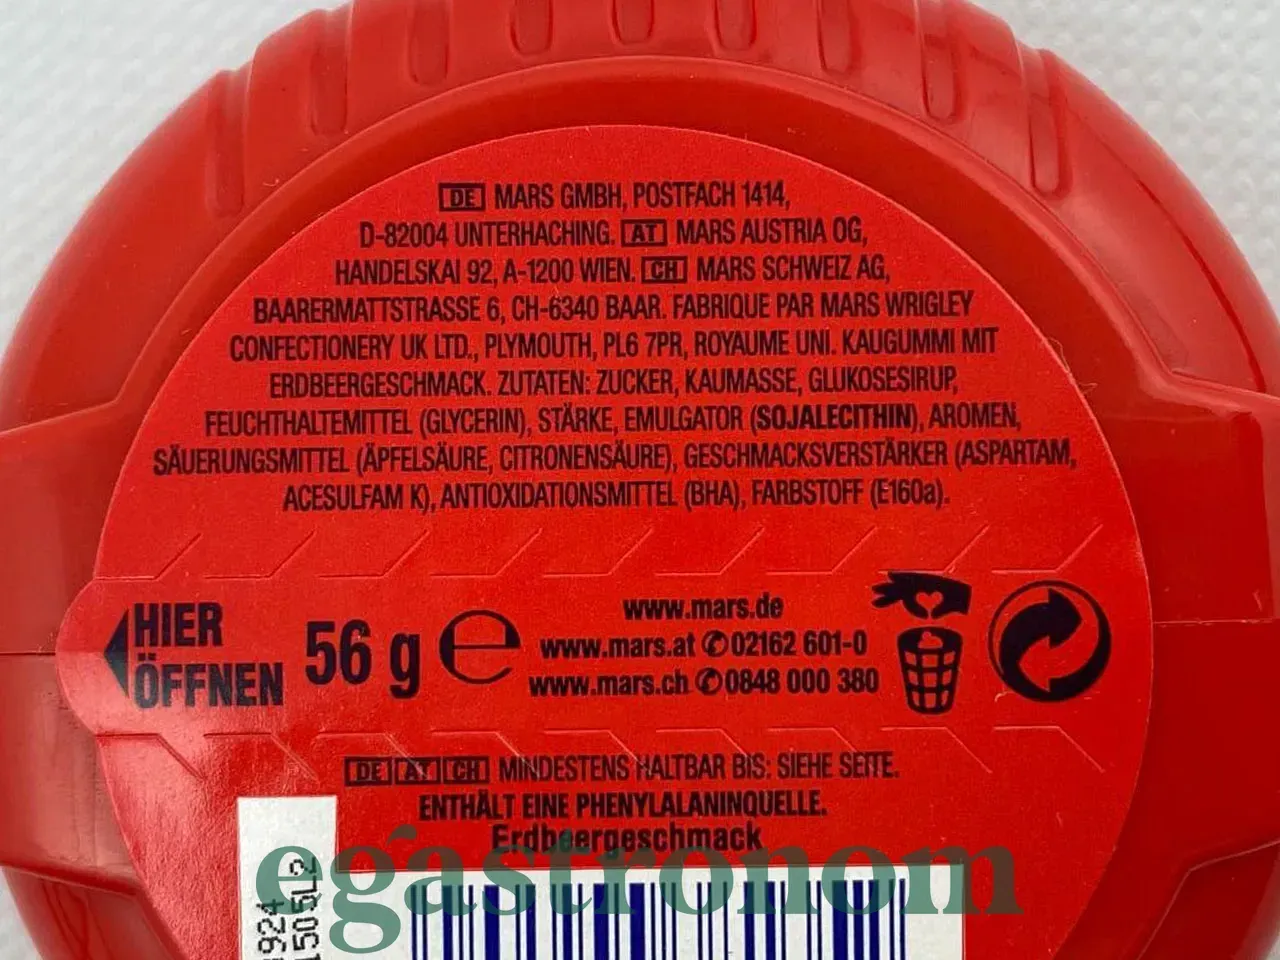 DE MARS GMBH, POSTFACH 1414,
D-82004 UNTERHACHING. AT MARS AUSTRIA OG,
HANDELSKAI 92, A-1200 WIEN. CH MARS SCHWEIZ AG,
BAARERMATTSTRASSE 6, CH-6340 BAAR. FABRIQUE PAR MARS WRIGLEY
CONFECTIONERY UK LTD., PLYMOUTH, PL6 7PR, ROYAUME UNI. KAUGUMMI MIT
ERDBEERGESCHMACK. ZUTATEN: ZUCKER, KAUMASSE, GLUKOSESIRUP,
FEUCHTHALTEMITTEL (GLYCERIN), STÄRKE, EMULGATOR (SOJALECITHIN), AROMEN,
SÄUERUNGSMITTEL (ÄPFELSÄURE, CITRONENSÄURE), GESCHMACKSVERSTÄRKER (ASPARTAM,
ACESULFAM K), ANTIOXIDATIONSMITTEL (BHA), FARBSTOFF (E160a).
HIER
ÖFFNEN
56 g ℮
www.mars.de
www.mars.at ✆02162 601-0
www.mars.ch ✆0848 000 380
DE AT CH MINDESTENS HALTBAR BIS: SIEHE SEITE.
ENTHÄLT EINE PHENYLALANINQUELLE.
Erdbeergeschmack
egastronom